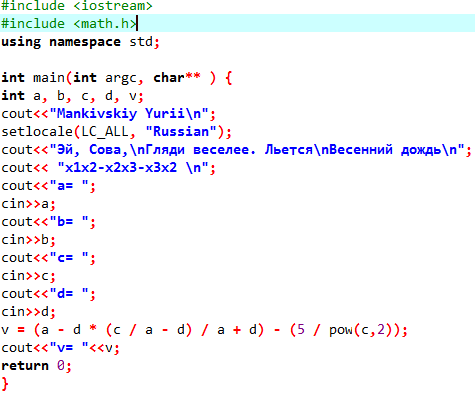 #include <iostream>
#include <math.h>
using namespace std;

int main(int argc, char** ) {
int a, b, c, d, v;
cout<<"Mankivskiy Yurii\n";
setlocale(LC_ALL, "Russian");
cout<<"Эй, Сова,\nГляди веселее. Льется\nВесенний дождь\n";
cout<< "x1x2-x2x3-x3x2 \n";
cout<<"a= ";
cin>>a;
cout<<"b= ";
cin>>b;
cout<<"c= ";
cin>>c;
cout<<"d= ";
cin>>d;
v = (a - d * (c / a - d) / a + d) - (5 / pow(c,2));
cout<<"v= "<<v;
return 0;
}